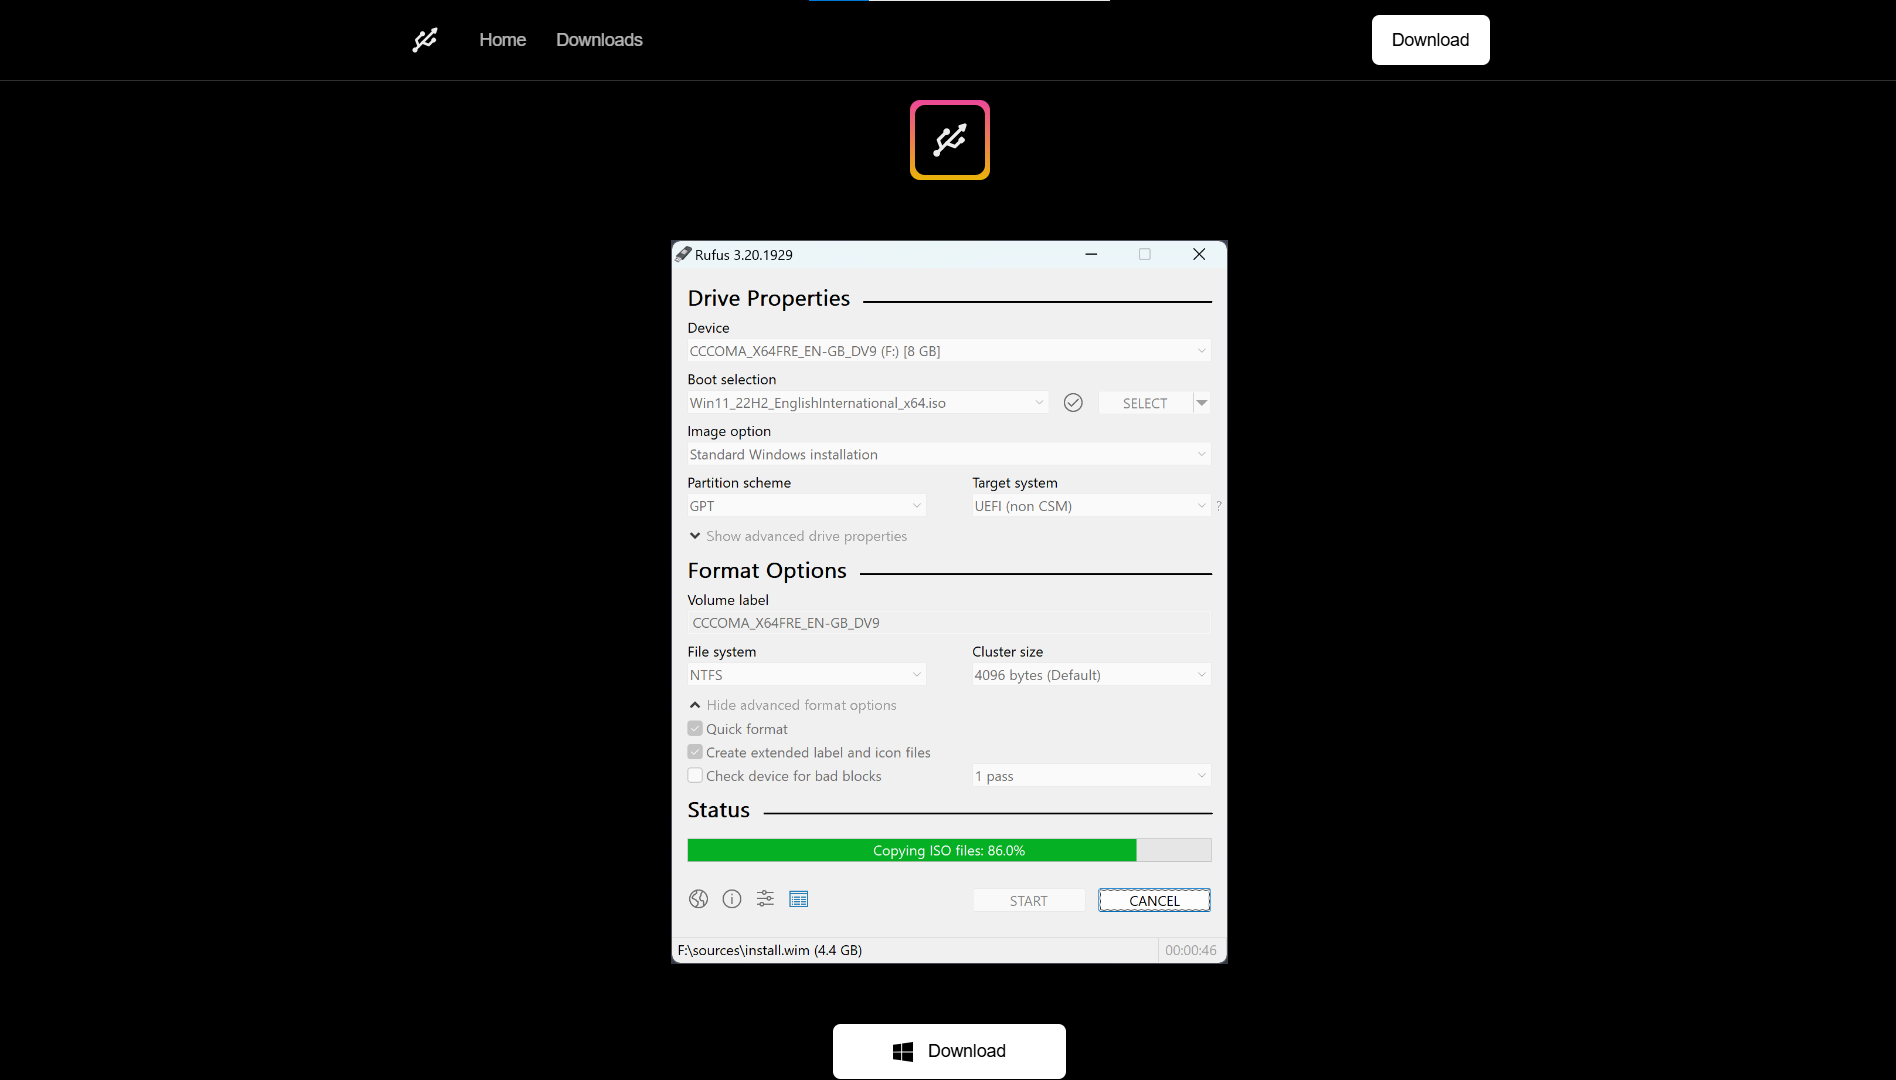 Home Downloads Download
Rufus 3.20.1929
Drive Properties
Device
CCCOMA_X64FRE_EN-GB_DV9 (F:) [8 GB]
Boot selection
Win11_22H2_EnglishInternational_x64.iso SELECT
Image option
Standard Windows installation
Partition scheme Target system
GPT UEFI (non CSM) ?
Show advanced drive properties
Format Options
Volume label
CCCOMA_X64FRE_EN-GB_DV9
File system Cluster size
NTFS 4096 bytes (Default)
Hide advanced format options
Quick format
Create extended label and icon files
Check device for bad blocks 1 pass
Status
Copying ISO files: 86.0%
START CANCEL
F:\sources\install.wim (4.4 GB) 00:00:46
Download